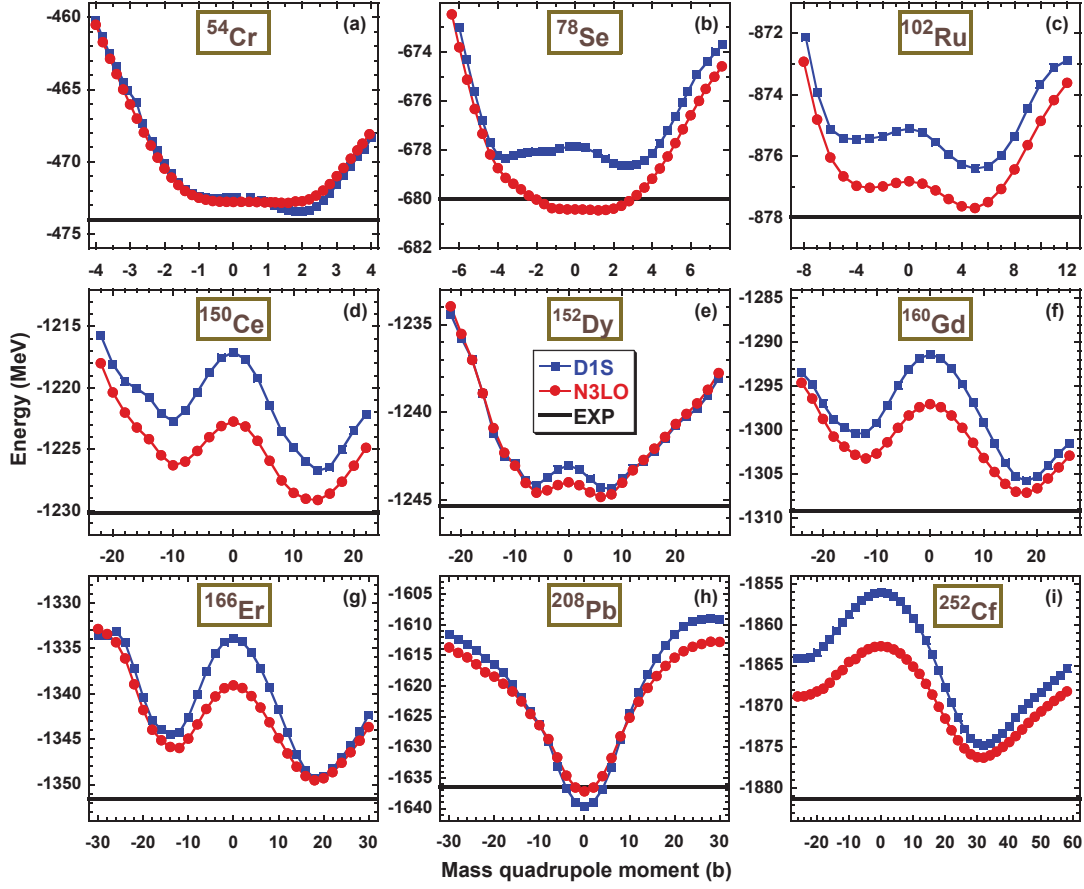 (a) (b) (c)
⁵⁴Cr ⁷⁸Se ¹⁰²Ru
-460 -465 -470 -475
-674 -676 -678 -680 -682
-872 -874 -876 -878
-4 -3 -2 -1 0 1 2 3 4
-6 -4 -2 0 2 4 6
-8 -4 0 4 8 12
(d) (e) (f)
¹⁵⁰Ce ¹⁵²Dy ¹⁶⁰Gd
D1S
N3LO
EXP
Energy (MeV)
-1215 -1220 -1225 -1230
-1235 -1240 -1245
-1285 -1290 -1295 -1300 -1305 -1310
-20 -10 0 10 20
-20 -10 0 10 20
-20 -10 0 10 20
(g) (h) (i)
¹⁶⁶Er ²⁰⁸Pb ²⁵²Cf
-1330 -1335 -1340 -1345 -1350
-1605 -1610 -1615 -1620 -1625 -1630 -1635 -1640
-1855 -1860 -1865 -1870 -1875 -1880
-30 -20 -10 0 10 20 30
-30 -20 -10 0 10 20 30
-20 -10 0 10 20 30 40 50 60
Mass quadrupole moment (b)